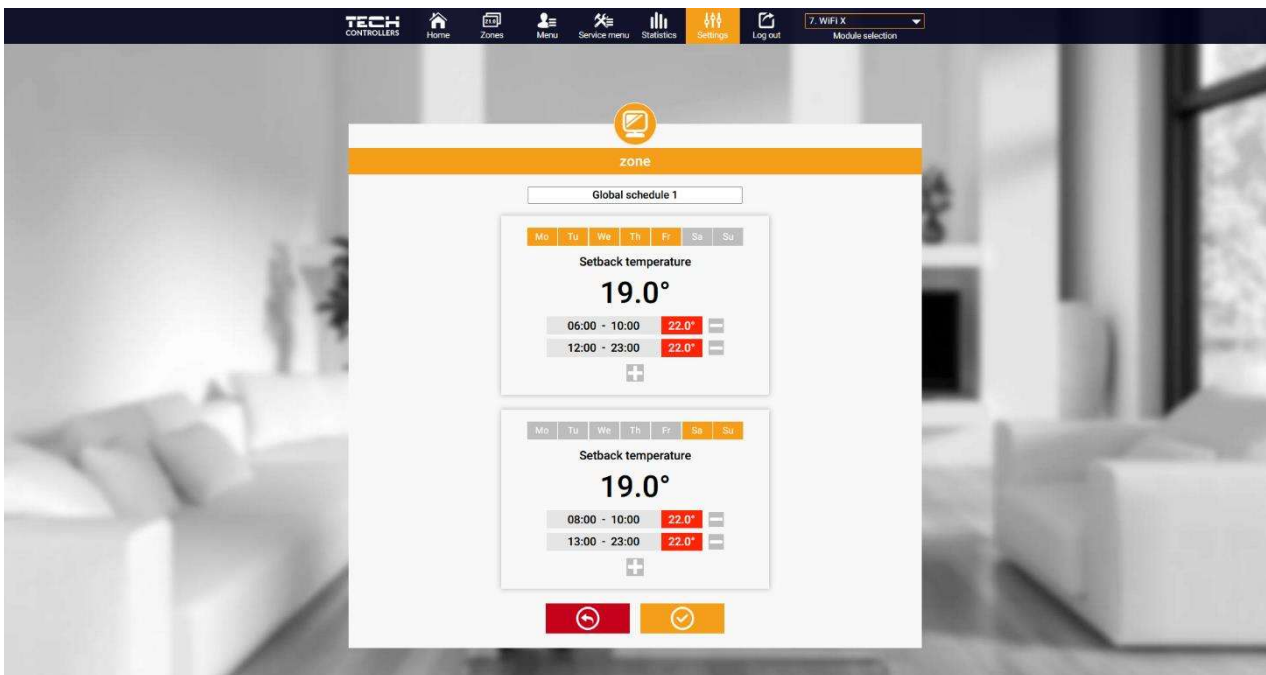 TECH
CONTROLLERS
Home
21.0
Zones
Menu
Service menu
Statistics
Settings
Log out
7. WiFi X
Module selection
zone
Global schedule 1
Mo Tu We Th Fr Sa Su
Setback temperature
19.0°
06:00 - 10:00 22.0°
12:00 - 23:00 22.0°
Mo Tu We Th Fr Sa Su
Setback temperature
19.0°
08:00 - 10:00 22.0°
13:00 - 23:00 22.0°